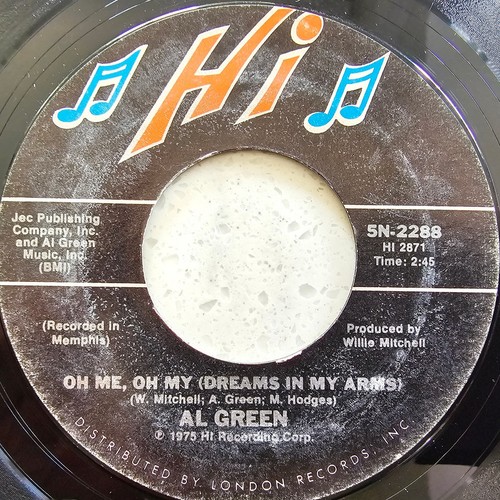 Hi
Jec Publishing
Company, Inc.
and Al Green
Music, Inc.
(BMI)
5N-2288
HI 2871
Time: 2:45
(Recorded in
Memphis)
Produced by
Willie Mitchell
OH ME, OH MY (DREAMS IN MY ARMS)
(W. Mitchell; A. Green; M. Hodges)
AL GREEN
℗ 1975 Hi Recording Corp.
DISTRIBUTED BY LONDON RECORDS, INC.